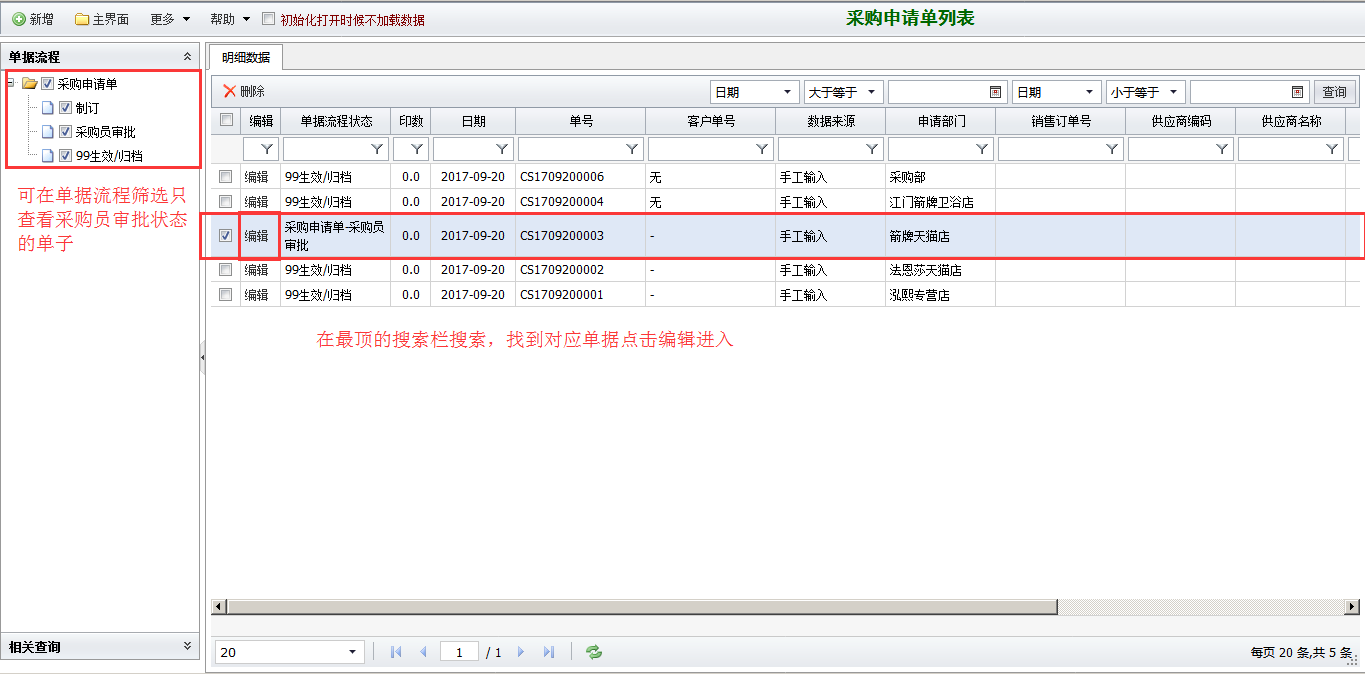 新增 主界面 更多 帮助 初始化打开时候不加载数据 采购申请单列表
单据流程
采购申请单
制订
采购员审批
99生效/归档
可在单据流程筛选只
查看采购员审批状态
的单子
相关查询
明细数据
删除 日期 大于等于 日期 小于等于 查询
编辑 单据流程状态 印数 日期 单号 客户单号 数据来源 申请部门 销售订单号 供应商编码 供应商名称
编辑 99生效/归档 0.0 2017-09-20 CS1709200006 无 手工输入 采购部
编辑 99生效/归档 0.0 2017-09-20 CS1709200004 无 手工输入 江门箭牌卫浴店
编辑 采购申请单-采购员 0.0 2017-09-20 CS1709200003 - 手工输入 箭牌天猫店
审批
编辑 99生效/归档 0.0 2017-09-20 CS1709200002 - 手工输入 法恩莎天猫店
编辑 99生效/归档 0.0 2017-09-20 CS1709200001 - 手工输入 泓熙专营店
在最顶的搜索栏搜索，找到对应单据点击编辑进入
20 1 / 1 每页 20 条,共 5 条